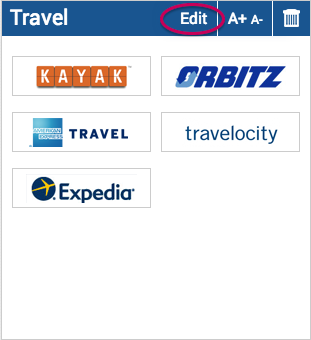 Travel Edit A+ A-
KAYAK ORBITZ
AMERICAN EXPRESS TRAVEL travelocity
Expedia